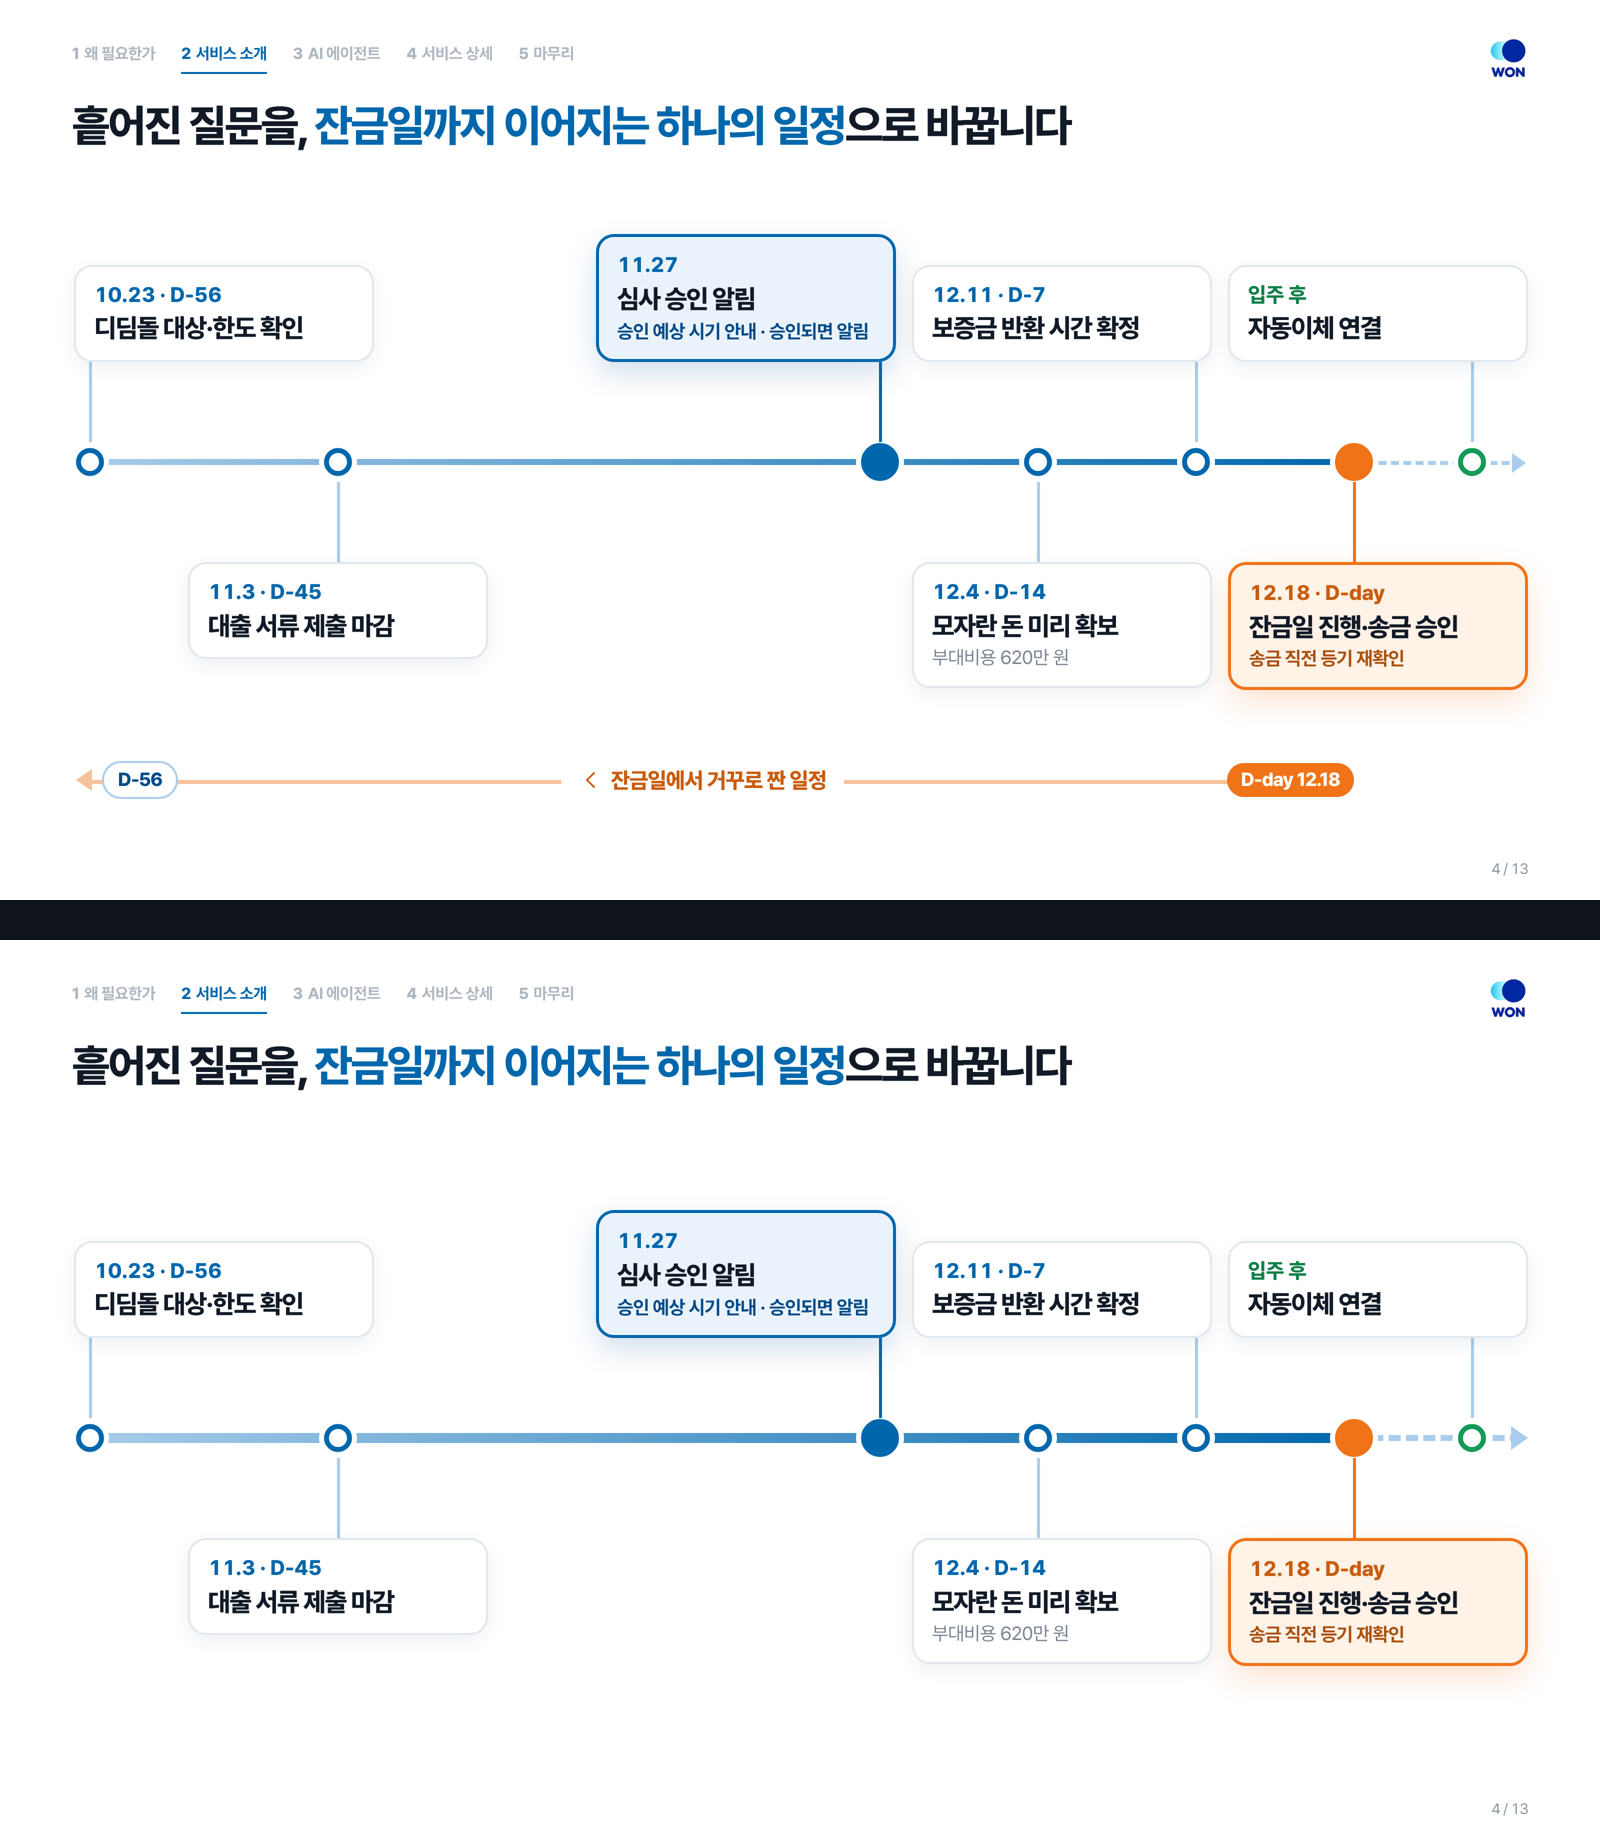 1 왜 필요한가 2 서비스 소개 3 AI 에이전트 4 서비스 상세 5 마무리
WON
흩어진 질문을, 잔금일까지 이어지는 하나의 일정으로 바꿉니다
10.23 · D-56
디딤돌 대상·한도 확인
11.27
심사 승인 알림
승인 예상 시기 안내 · 승인되면 알림
12.11 · D-7
보증금 반환 시간 확정
입주 후
자동이체 연결
11.3 · D-45
대출 서류 제출 마감
12.4 · D-14
모자란 돈 미리 확보
부대비용 620만 원
12.18 · D-day
잔금일 진행·송금 승인
송금 직전 등기 재확인
D-56
잔금일에서 거꾸로 짠 일정
D-day 12.18
4 / 13
1 왜 필요한가 2 서비스 소개 3 AI 에이전트 4 서비스 상세 5 마무리
WON
흩어진 질문을, 잔금일까지 이어지는 하나의 일정으로 바꿉니다
10.23 · D-56
디딤돌 대상·한도 확인
11.27
심사 승인 알림
승인 예상 시기 안내 · 승인되면 알림
12.11 · D-7
보증금 반환 시간 확정
입주 후
자동이체 연결
11.3 · D-45
대출 서류 제출 마감
12.4 · D-14
모자란 돈 미리 확보
부대비용 620만 원
12.18 · D-day
잔금일 진행·송금 승인
송금 직전 등기 재확인
4 / 13